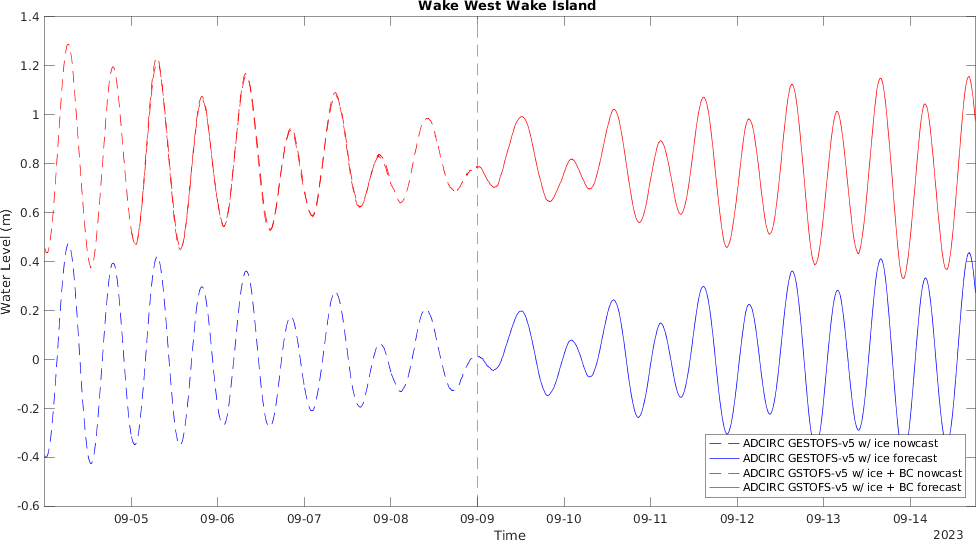 Wake West Wake Island
1.4
1.2
1
0.8
0.6
0.4
0.2
0
-0.2
-0.4
-0.6
Water Level (m)
ADCIRC GESTOFS-v5 w/ ice nowcast
ADCIRC GESTOFS-v5 w/ ice forecast
ADCIRC GSTOFS-v5 w/ ice + BC nowcast
ADCIRC GSTOFS-v5 w/ ice + BC forecast
09-05 09-06 09-07 09-08 09-09 09-10 09-11 09-12 09-13 09-14
Time
2023